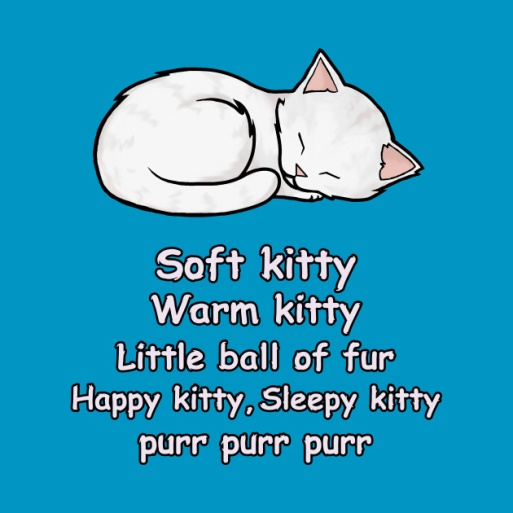 Soft kitty
Warm kitty
Little ball of fur
Happy kitty, Sleepy kitty
purr purr purr